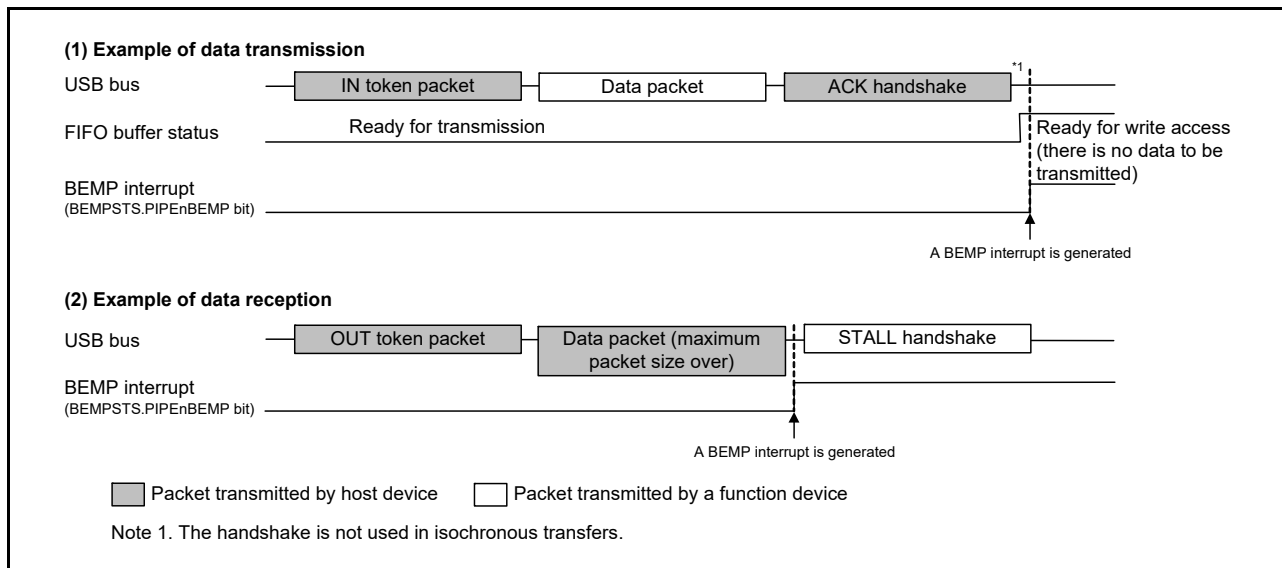 (1) Example of data transmission
USB bus
IN token packet
Data packet
ACK handshake
*1
FIFO buffer status
Ready for transmission
Ready for write access
(there is no data to be
transmitted)
BEMP interrupt
(BEMPSTS.PIPEnBEMP bit)
A BEMP interrupt is generated
(2) Example of data reception
USB bus
OUT token packet
Data packet (maximum
packet size over)
STALL handshake
BEMP interrupt
(BEMPSTS.PIPEnBEMP bit)
A BEMP interrupt is generated
Packet transmitted by host device
Packet transmitted by a function device
Note 1. The handshake is not used in isochronous transfers.